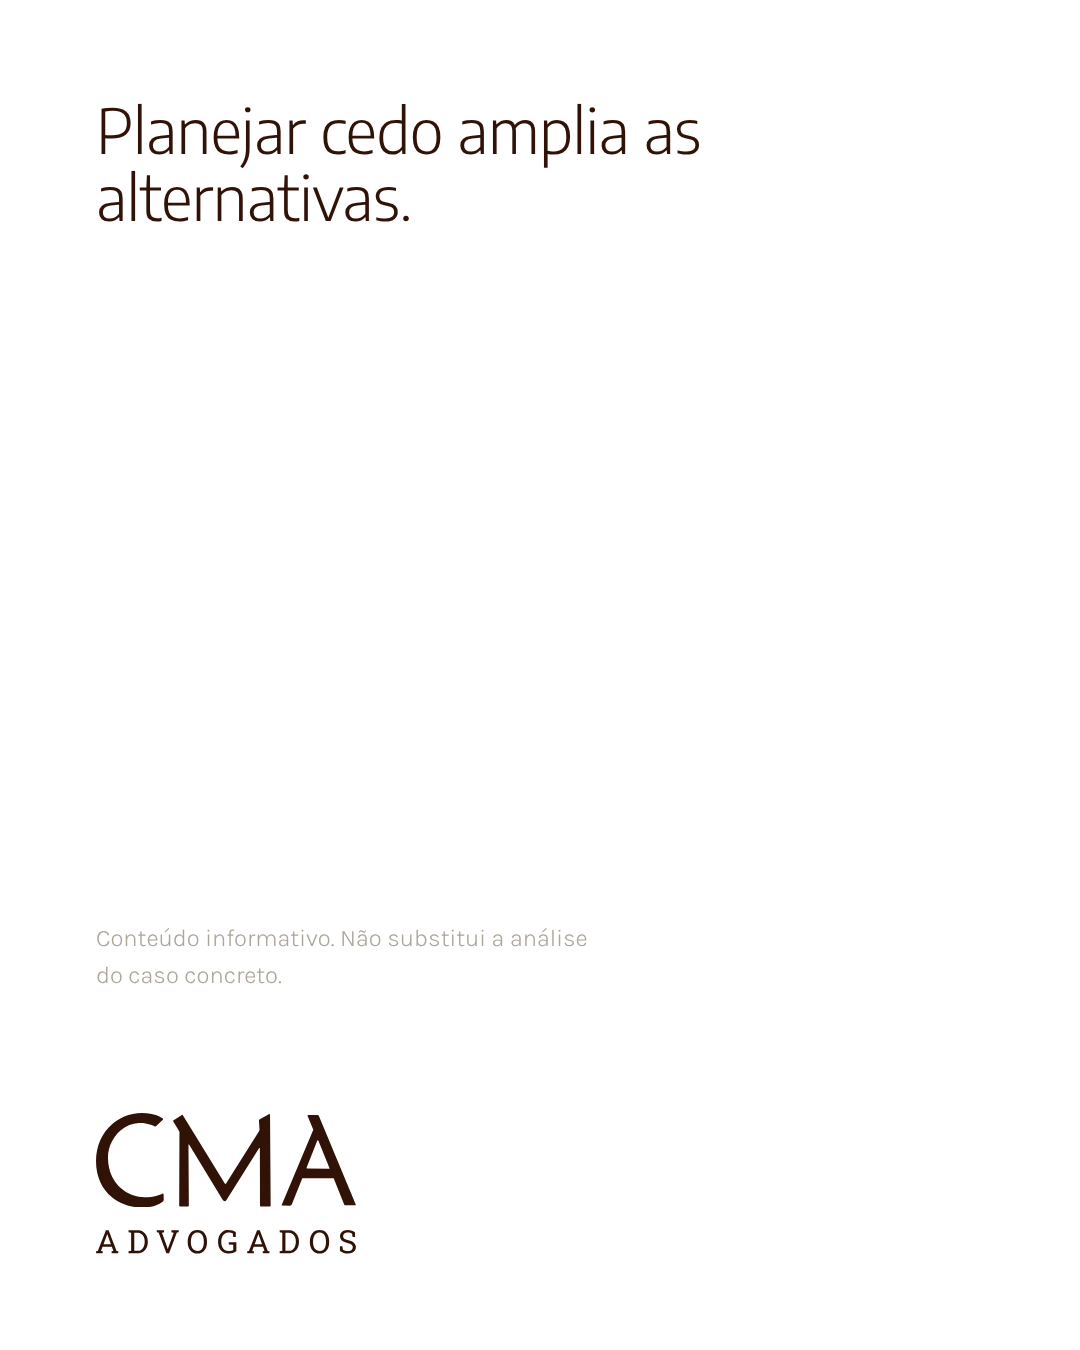 Planejar cedo amplia as
alternativas.
Conteúdo informativo. Não substitui a análise
do caso concreto.
CMA
ADVOGADOS